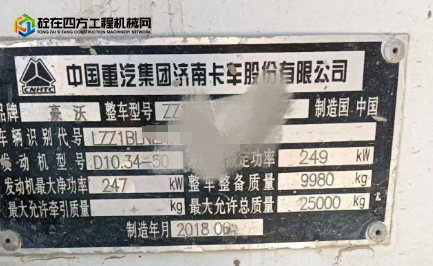 砼在四方工程机械网
CONSTRUCTION MACHINERY NETWORK
CNHTC 中国重汽集团济南卡车股份有限公司
品牌 豪沃 整车型号 ZZ 制造国 中国
车辆识别代号 LZZ1BLN
发动机型号 D10.34-50 额定功率 249 kW
发动机最大净功率 247 kW 整车整备质量 9980 kg
最大允许牵引质量 kg 最大允许总质量 25000 kg
制造年月 2018 06